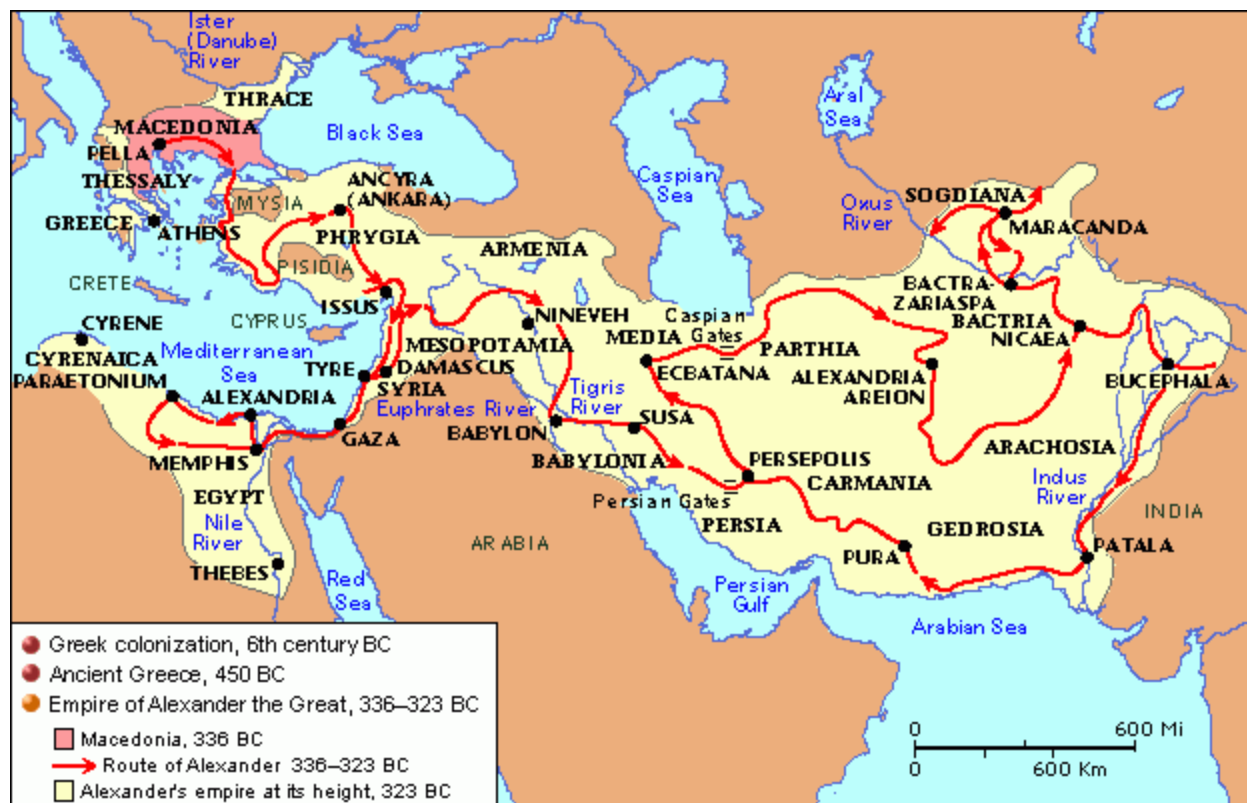 Ister
(Danube)
River
THRACE
MACEDONIA
PELLA
THESSALY
GREECE
ATHENS
CRETE
Black Sea
MYSIA
ANCYRA
(ANKARA)
PHRYGIA
PISIDIA
ARMENIA
ISSUS
CYPRUS
Caspian
Sea
Aral
Sea
Oxus
River
SOGDIANA
MARACANDA
BACTRA-
ZARIASPA
BACTRIA
NICAEA
BUCEPHALA
CYRENE
CYRENAICA
PARAETONIUM
Mediterranean
Sea
ALEXANDRIA
TYRE
DAMASCUS
SYRIA
MESOPOTAMIA
NINEVEH
MEDIA
Caspian
Gates
ECBATANA
PARTHIA
ALEXANDRIA
AREION
Euphrates River
Tigris
River
GAZA
MEMPHIS
BABYLON
SUSA
BABYLONIA
PERSEPOLIS
CARMANIA
ARACHOSIA
Indus
River
EGYPT
Nile
River
THEBES
Persian Gates
PERSIA
GEDROSIA
INDIA
ARABIA
PURA
PATALA
Red
Sea
Persian
Gulf
Arabian Sea
Greek colonization, 6th century BC
Ancient Greece, 450 BC
Empire of Alexander the Great, 336–323 BC
Macedonia, 336 BC
Route of Alexander 336–323 BC
Alexander's empire at its height, 323 BC
0 600 Mi
0 600 Km